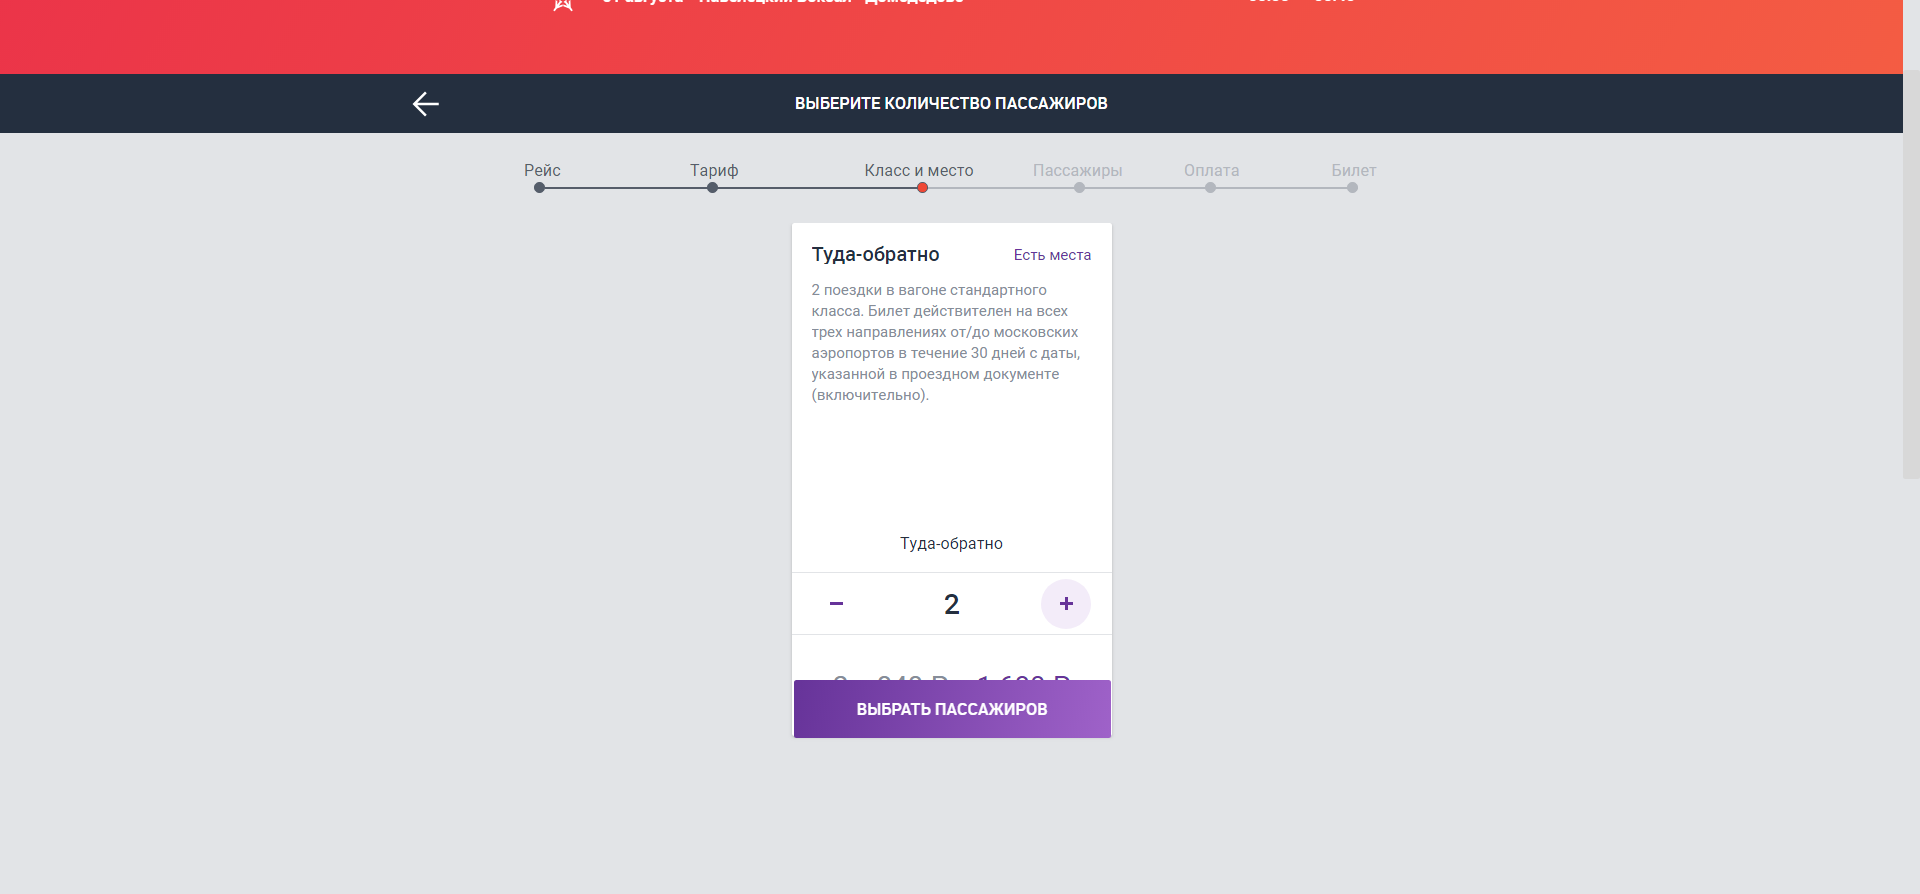 ВЫБЕРИТЕ КОЛИЧЕСТВО ПАССАЖИРОВ
Рейс Тариф Класс и место Пассажиры Оплата Билет
Туда-обратно Есть места
2 поездки в вагоне стандартного
класса. Билет действителен на всех
трех направлениях от/до московских
аэропортов в течение 30 дней с даты,
указанной в проездном документе
(включительно).
Туда-обратно
− 2 +
ВЫБРАТЬ ПАССАЖИРОВ